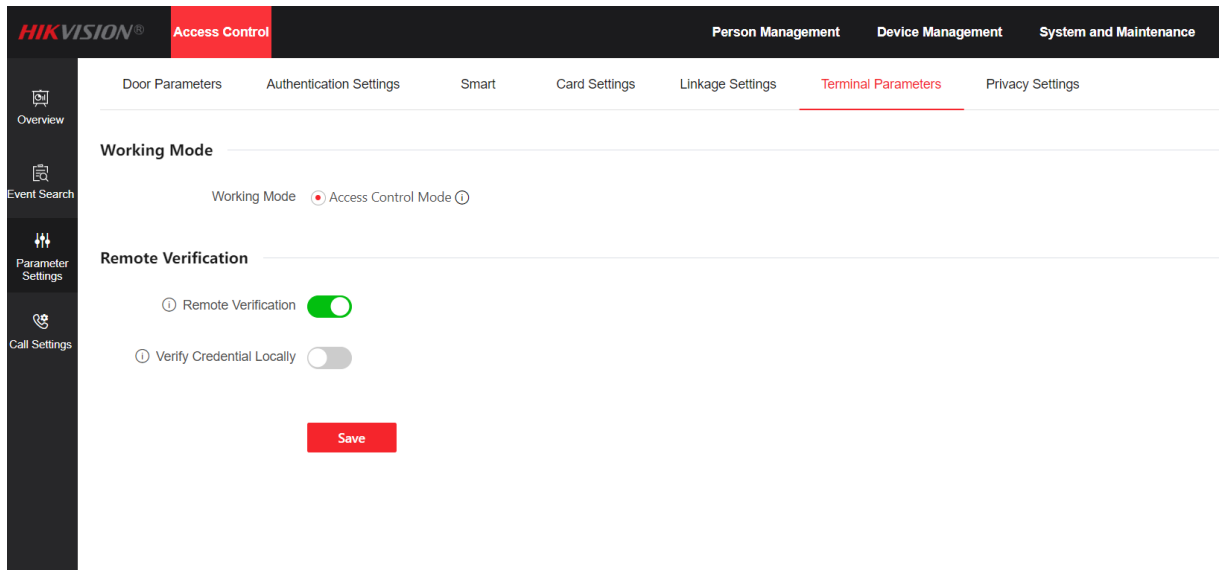 HIKVISION® Access Control Person Management Device Management System and Maintenance
Door Parameters Authentication Settings Smart Card Settings Linkage Settings Terminal Parameters Privacy Settings
Overview
Event Search
Parameter
Settings
Call Settings
Working Mode
Working Mode Access Control Mode
Remote Verification
Remote Verification
Verify Credential Locally
Save